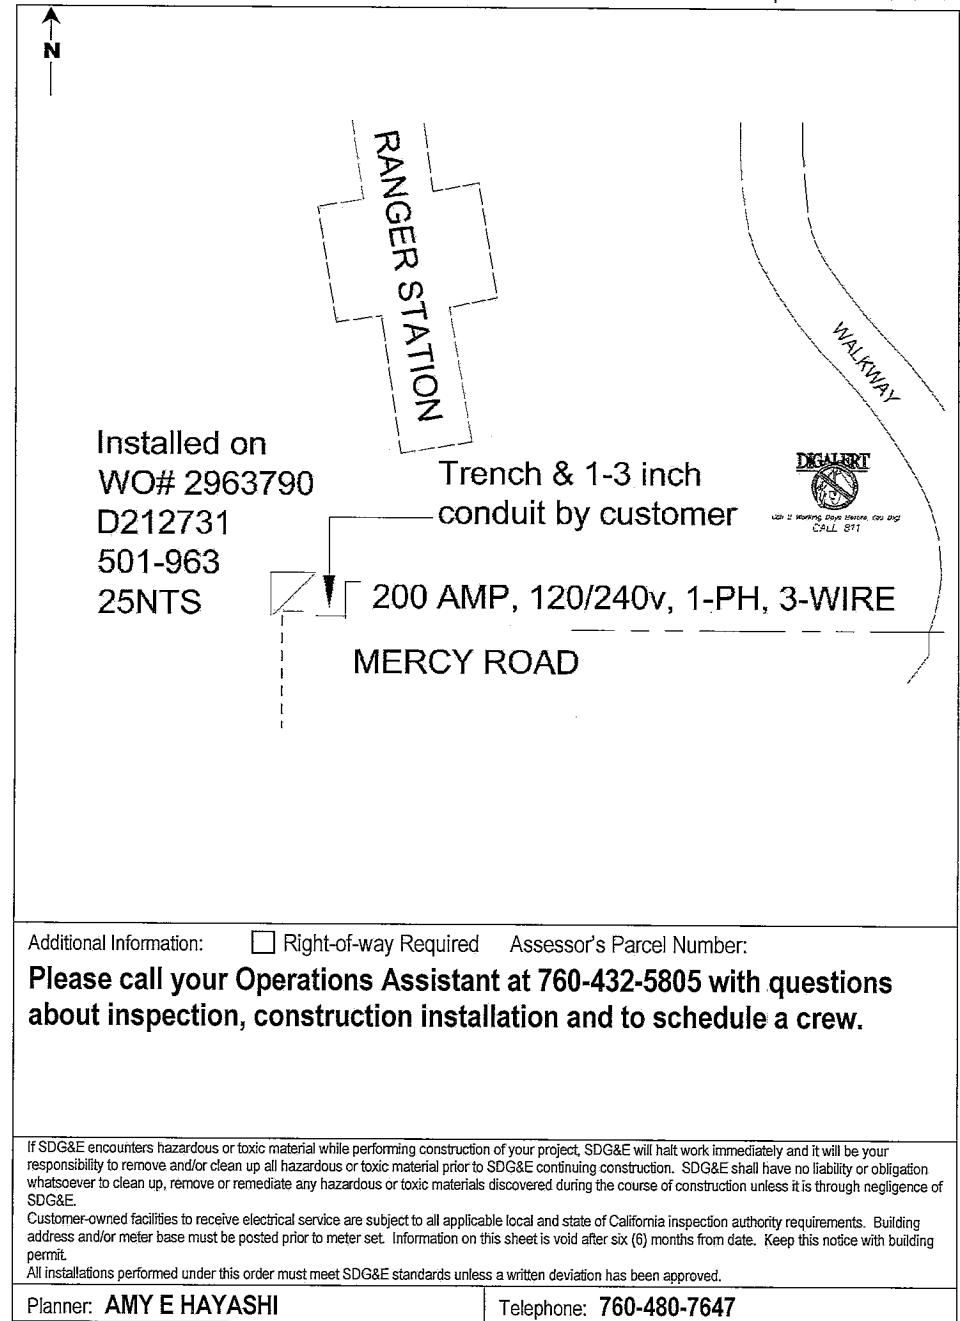 N
RANGER STATION
WALKWAY
Installed on
WO# 2963790
D212731
501-963
25NTS
Trench & 1-3 inch
conduit by customer
DIGALERT
CALL 811
200 AMP, 120/240v, 1-PH, 3-WIRE
MERCY ROAD
Additional Information: Right-of-way Required Assessor's Parcel Number:
Please call your Operations Assistant at 760-432-5805 with questions
about inspection, construction installation and to schedule a crew.
If SDG&E encounters hazardous or toxic material while performing construction of your project, SDG&E will halt work immediately and it will be your
responsibility to remove and/or clean up all hazardous or toxic material prior to SDG&E continuing construction. SDG&E shall have no liability or obligation
whatsoever to clean up, remove or remediate any hazardous or toxic materials discovered during the course of construction unless it is through negligence of
SDG&E.
Customer-owned facilities to receive electrical service are subject to all applicable local and state of California inspection authority requirements. Building
address and/or meter base must be posted prior to meter set. Information on this sheet is void after six (6) months from date. Keep this notice with building
permit.
All installations performed under this order must meet SDG&E standards unless a written deviation has been approved.
Planner: AMY E HAYASHI
Telephone: 760-480-7647